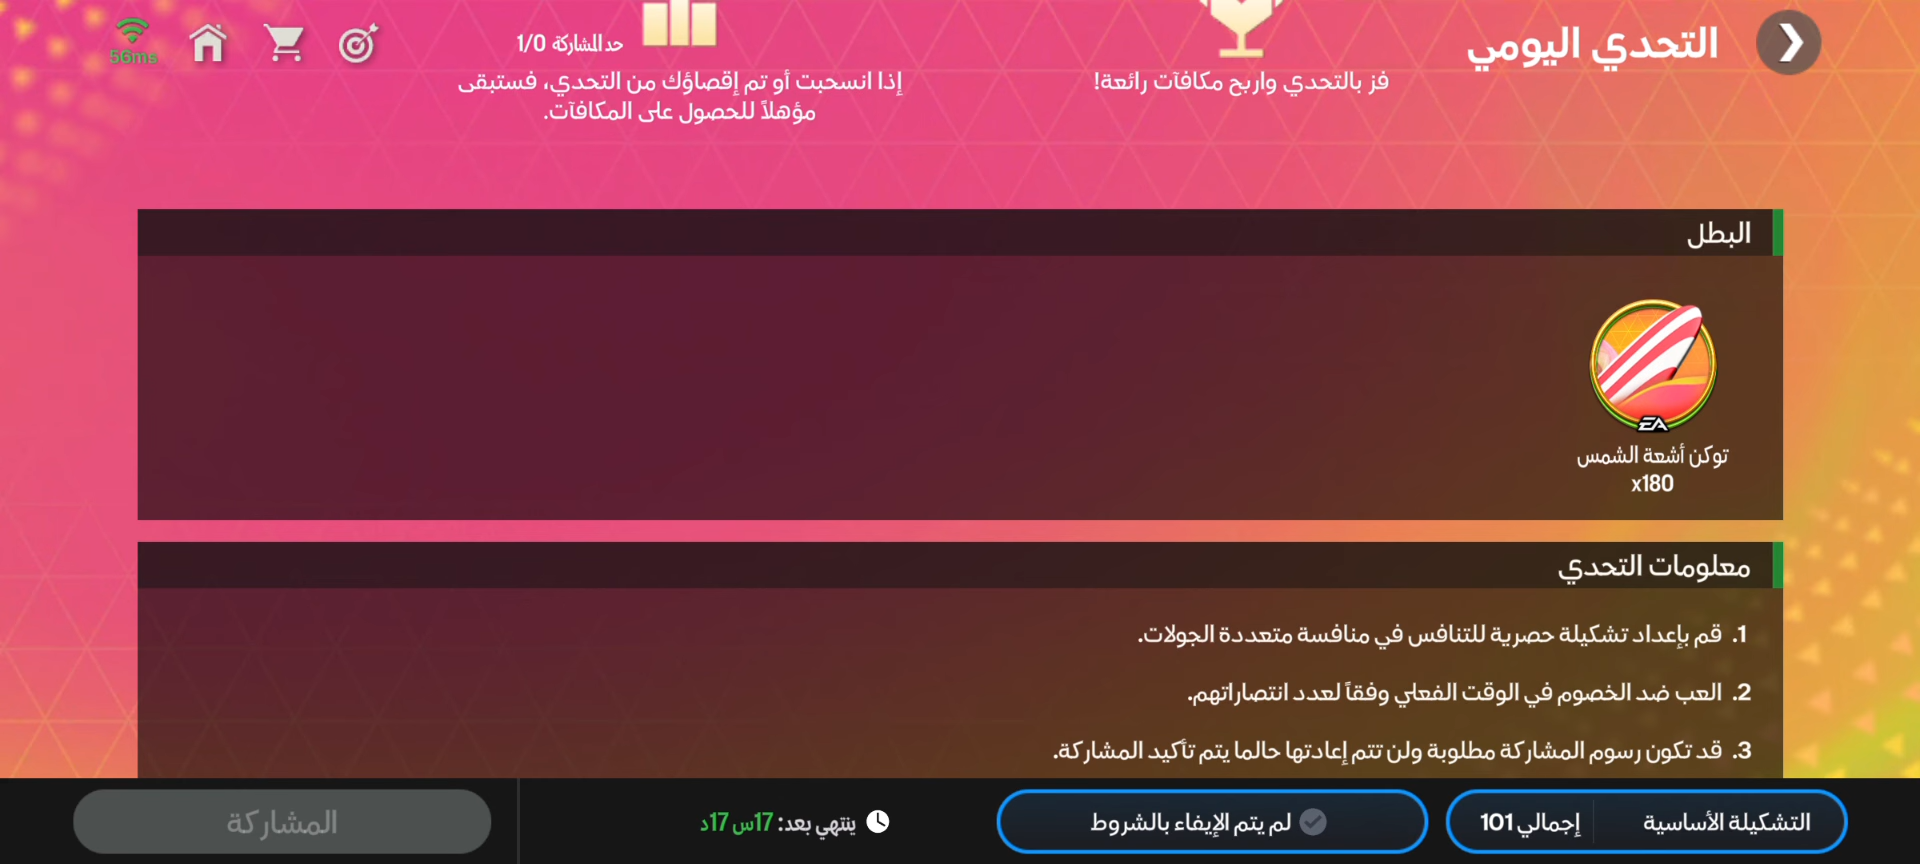 التحدي اليومي
56ms
فز بالتحدي واربح مكافآت رائعة!
حد المشاركة 1/0
إذا انسحبت أو تم إقصاؤك من التحدي، فستبقى
مؤهلاً للحصول على المكافآت.
البطل
EA
توكن أشعة الشمس
x180
معلومات التحدي
1. قم بإعداد تشكيلة حصرية للتنافس في منافسة متعددة الجولات.
2. العب ضد الخصوم في الوقت الفعلي وفقاً لعدد انتصاراتهم.
3. قد تكون رسوم المشاركة مطلوبة ولن تتم إعادتها حالما يتم تأكيد المشاركة.
التشكيلة الأساسية
إجمالي 101
لم يتم الإيفاء بالشروط
ينتهي بعد: 17س 17د
المشاركة